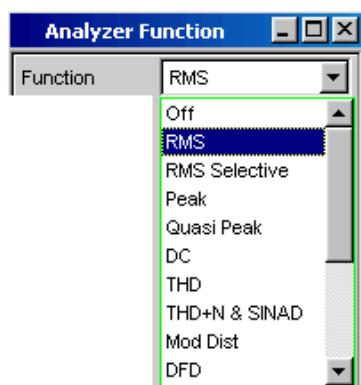 Analyzer Function
Function RMS
Off
RMS
RMS Selective
Peak
Quasi Peak
DC
THD
THD+N & SINAD
Mod Dist
DFD